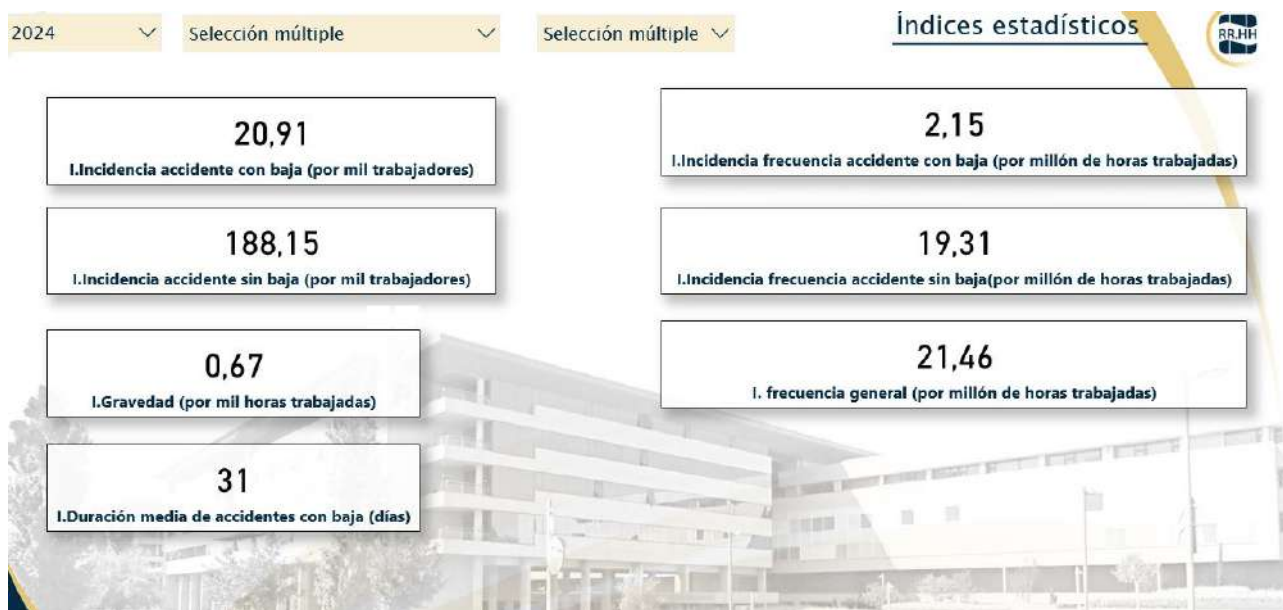 2024
Selección múltiple
Selección múltiple
Índices estadísticos
RR.HH
20,91
I.Incidencia accidente con baja (por mil trabajadores)
2,15
I.Incidencia frecuencia accidente con baja (por millón de horas trabajadas)
188,15
I.Incidencia accidente sin baja (por mil trabajadores)
19,31
I.Incidencia frecuencia accidente sin baja(por millón de horas trabajadas)
0,67
I.Gravedad (por mil horas trabajadas)
21,46
I. frecuencia general (por millón de horas trabajadas)
31
I.Duración media de accidentes con baja (días)